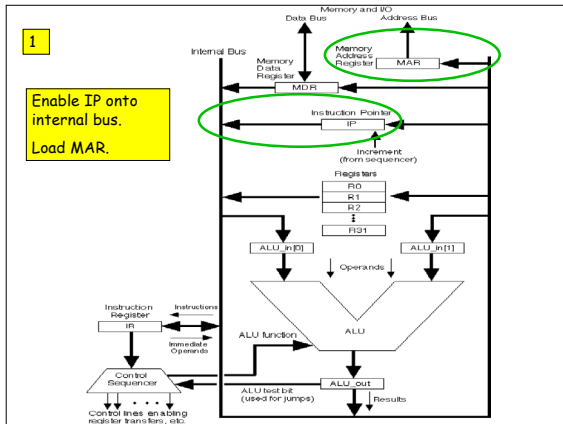 1
Enable IP onto
internal bus.
Load MAR.
Memory and I/O
Data Bus
Address Bus
Internal Bus
Memory
Data
Register
Memory
Address
Register
MAR
MDR
Instruction Pointer
IP
Increment
(from sequencer)
Registers
R0
R1
R2
R31
ALU_in[0]
ALU_in[1]
Operands
Instruction
Register
Instructions
IR
Immediate
Operands
ALU function
ALU
Control
Sequencer
ALU test bit
(used for jumps)
ALU_out
Results
Control lines enabling
register transfers, etc.